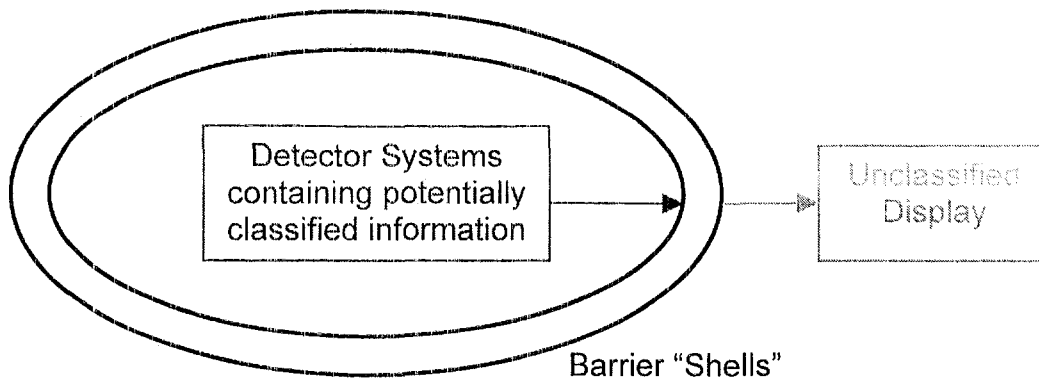 Detector Systems
containing potentially
classified information
Unclassified
Display
Barrier “Shells”